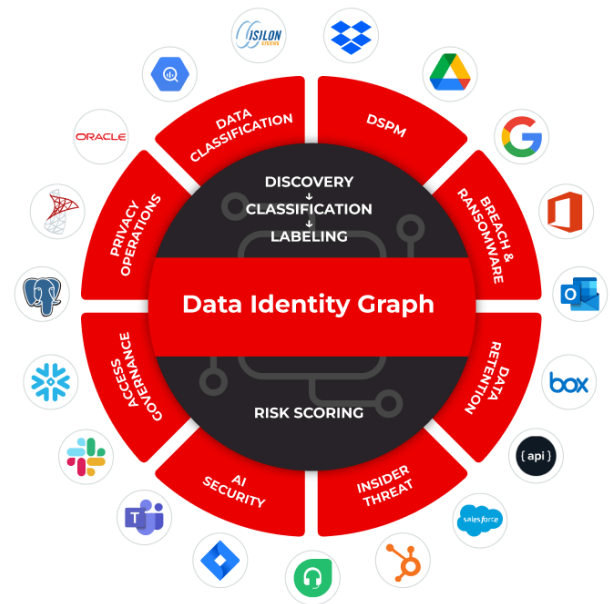 ISILON
SYSTEMS
ORACLE
DATA
CLASSIFICATION
DSPM
BREACH &
RANSOMWARE
DATA
RETENTION
INSIDER
THREAT
AI
SECURITY
ACCESS
GOVERNANCE
PRIVACY
OPERATIONS
DISCOVERY
CLASSIFICATION
LABELING
Data Identity Graph
RISK SCORING
O
box
{api}
salesforce
T